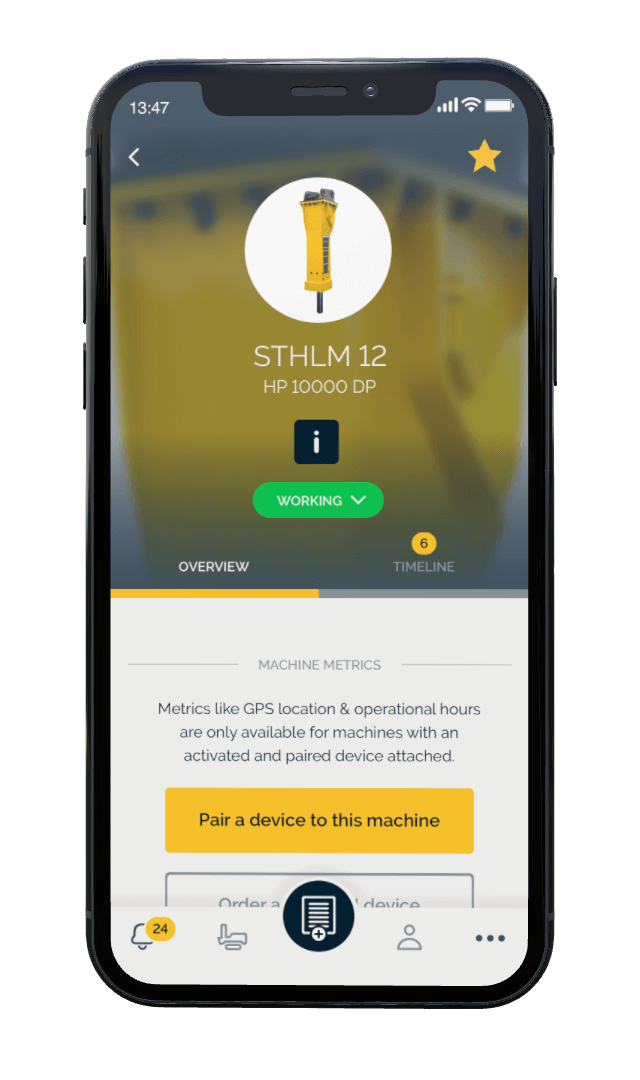 13:47
STHLM 12
HP 10000 DP
i
WORKING
6
OVERVIEW
TIMELINE
MACHINE METRICS
Metrics like GPS location & operational hours
are only available for machines with an
activated and paired device attached.
Pair a device to this machine
Order a device
24